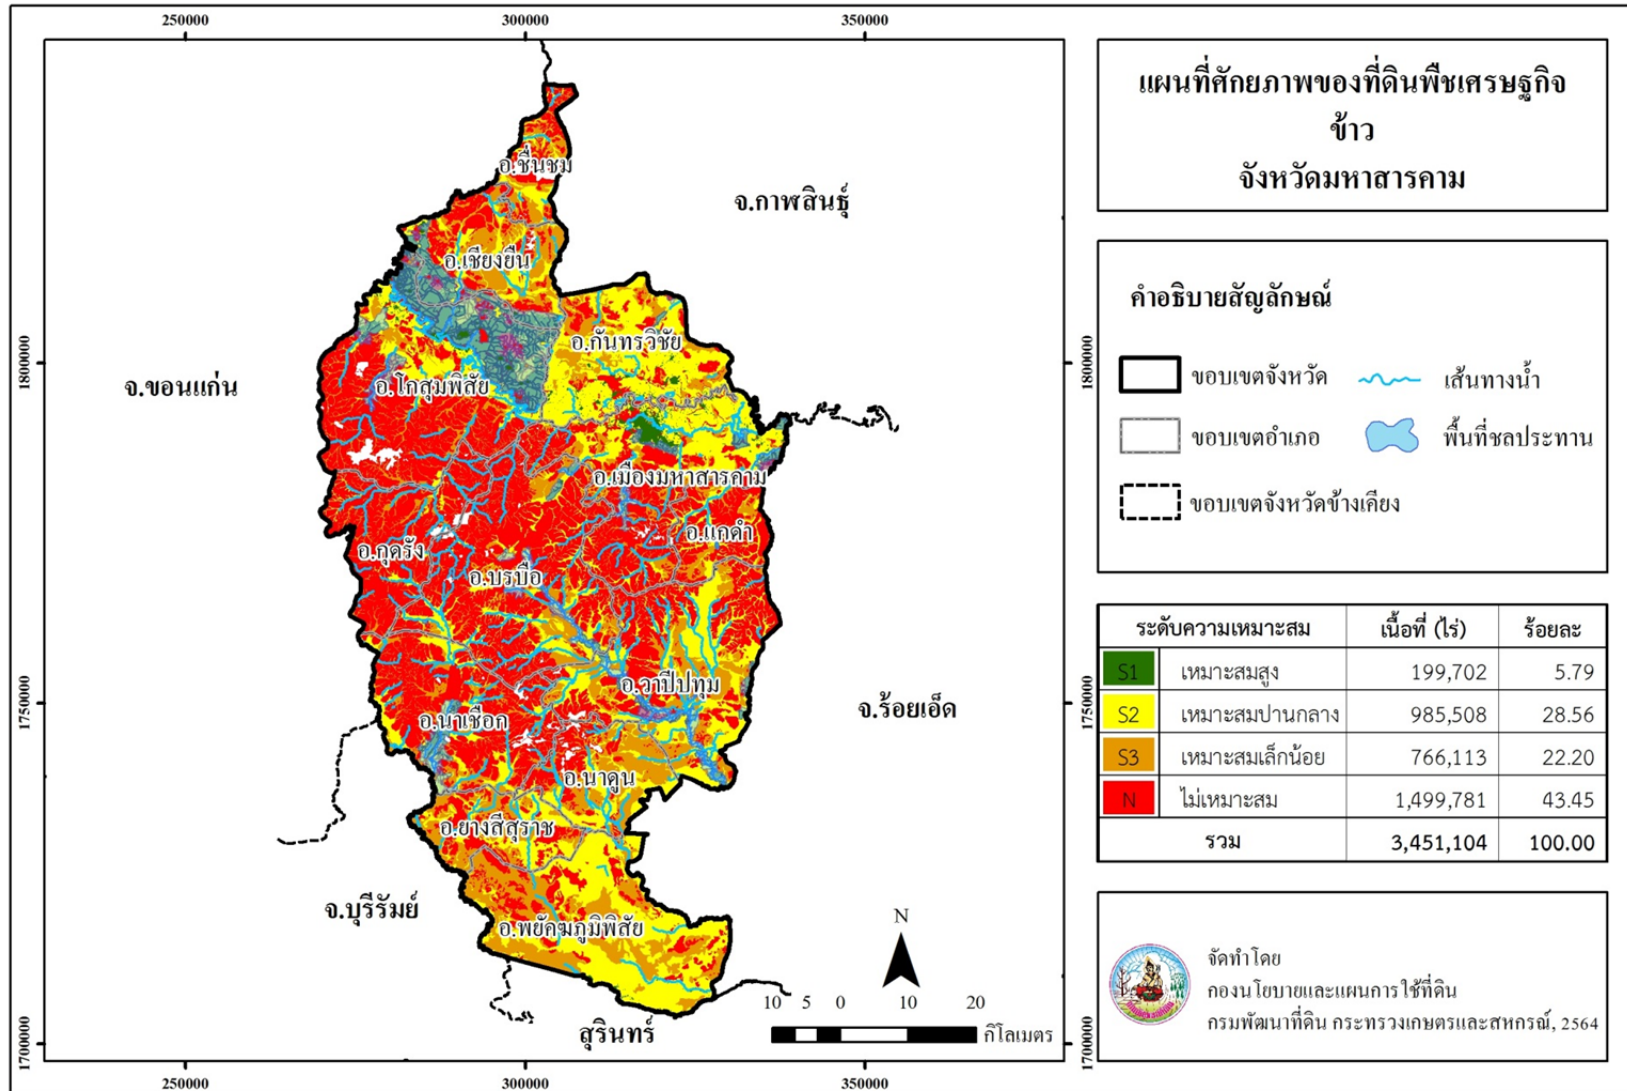 250000
300000
350000
แผนที่ศักยภาพของที่ดินพืชเศรษฐกิจ
ข้าว
จังหวัดมหาสารคาม
อ.ชื่นชม
จ.กาฬสินธุ์
อ.เชียงยืน
คำอธิบายสัญลักษณ์
อ.กันทรวิชัย
1800000
1800000
จ.ขอนแก่น
อ.โกสุมพิสัย
ขอบเขตจังหวัด
เส้นทางน้ำ
ขอบเขตอำเภอ
พื้นที่ชลประทาน
ขอบเขตจังหวัดข้างเคียง
อ.เมืองมหาสารคาม
อ.แกดำ
อ.กุดรัง
อ.บรบือ
ระดับความเหมาะสม เนื้อที่ (ไร่) ร้อยละ
S1 เหมาะสมสูง 199,702 5.79
S2 เหมาะสมปานกลาง 985,508 28.56
S3 เหมาะสมเล็กน้อย 766,113 22.20
N ไม่เหมาะสม 1,499,781 43.45
รวม 3,451,104 100.00
อ.วาปีปทุม
1750000
1750000
จ.ร้อยเอ็ด
อ.นาเชือก
อ.นาดูน
อ.ยางสีสุราช
จ.บุรีรัมย์
อ.พยัคฆภูมิพิสัย
N
10 5 0 10 20
กิโลเมตร
สุรินทร์
จัดทำโดย
กองนโยบายและแผนการใช้ที่ดิน
กรมพัฒนาที่ดิน กระทรวงเกษตรและสหกรณ์, 2564
1700000
1700000
250000
300000
350000